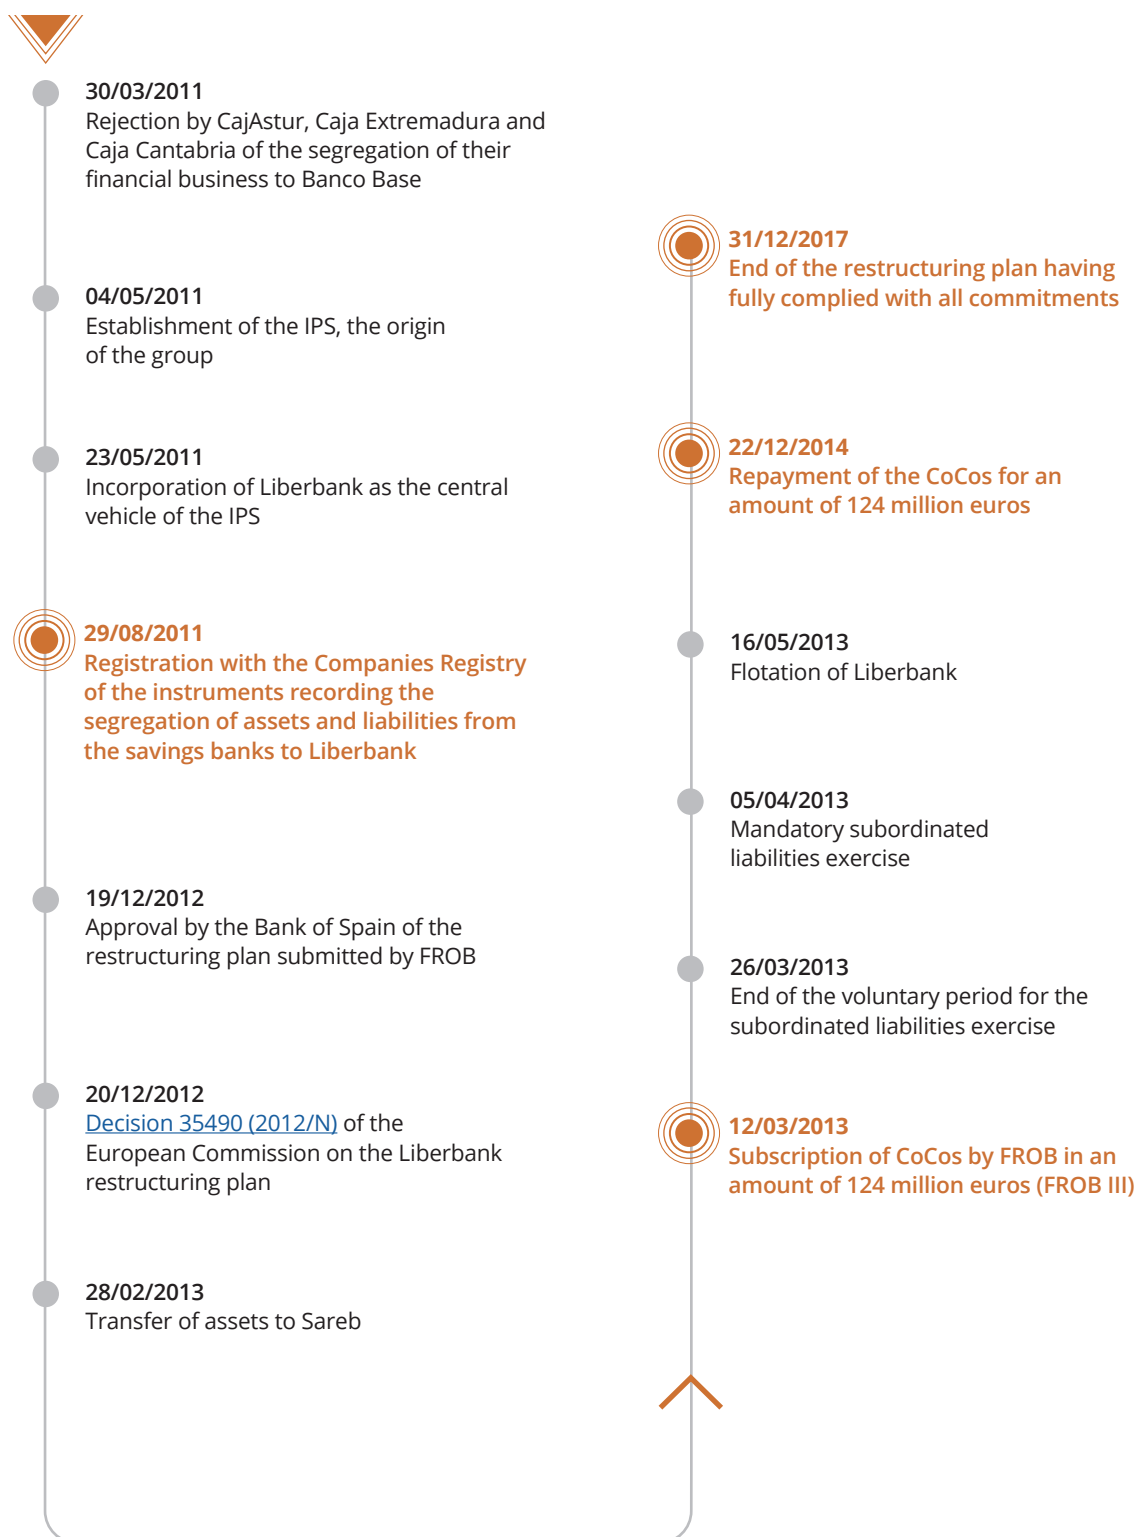 30/03/2011
Rejection by CajAstur, Caja Extremadura and
Caja Cantabria of the segregation of their
financial business to Banco Base
04/05/2011
Establishment of the IPS, the origin
of the group
23/05/2011
Incorporation of Liberbank as the central
vehicle of the IPS
29/08/2011
Registration with the Companies Registry
of the instruments recording the
segregation of assets and liabilities from
the savings banks to Liberbank
19/12/2012
Approval by the Bank of Spain of the
restructuring plan submitted by FROB
20/12/2012
Decision 35490 (2012/N) of the
European Commission on the Liberbank
restructuring plan
28/02/2013
Transfer of assets to Sareb
12/03/2013
Subscription of CoCos by FROB in an
amount of 124 million euros (FROB III)
26/03/2013
End of the voluntary period for the
subordinated liabilities exercise
05/04/2013
Mandatory subordinated
liabilities exercise
16/05/2013
Flotation of Liberbank
22/12/2014
Repayment of the CoCos for an
amount of 124 million euros
31/12/2017
End of the restructuring plan having
fully complied with all commitments